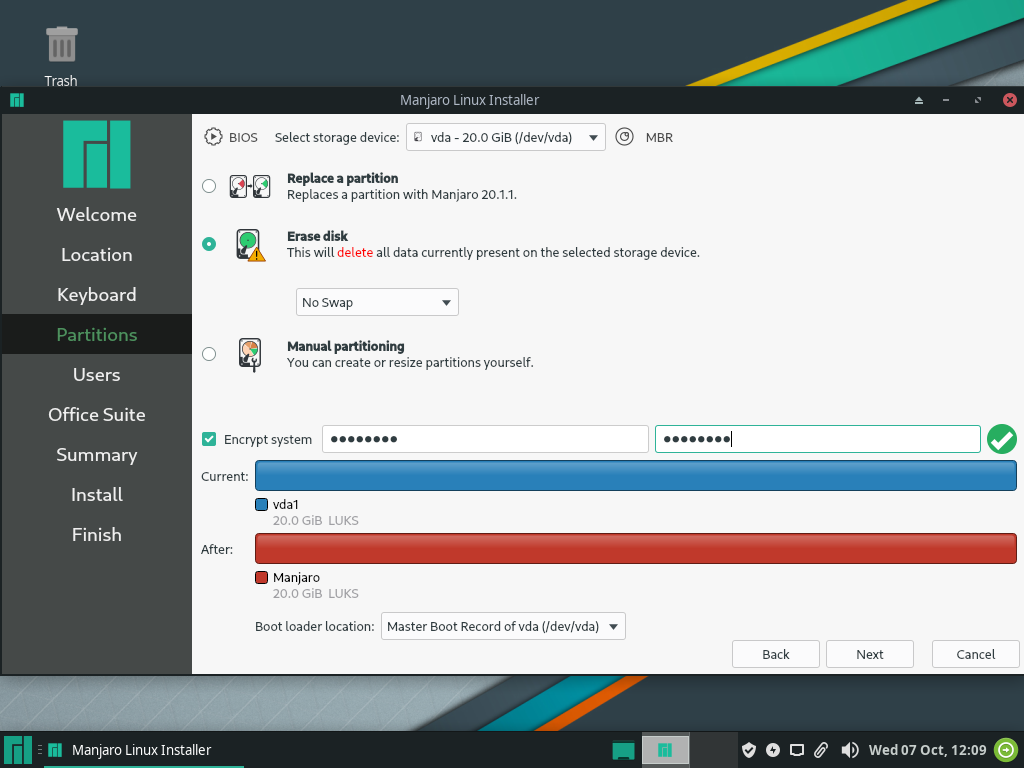 Trash
Manjaro Linux Installer
BIOS Select storage device: vda - 20.0 GiB (/dev/vda) MBR
Welcome
Location
Keyboard
Partitions
Users
Office Suite
Summary
Install
Finish
Replace a partition
Replaces a partition with Manjaro 20.1.1.
Erase disk
This will delete all data currently present on the selected storage device.
No Swap
Manual partitioning
You can create or resize partitions yourself.
Encrypt system ●●●●●●●● ●●●●●●●●
Current:
vda1
20.0 GiB LUKS
After:
Manjaro
20.0 GiB LUKS
Boot loader location: Master Boot Record of vda (/dev/vda)
Back Next Cancel
Manjaro Linux Installer Wed 07 Oct, 12:09